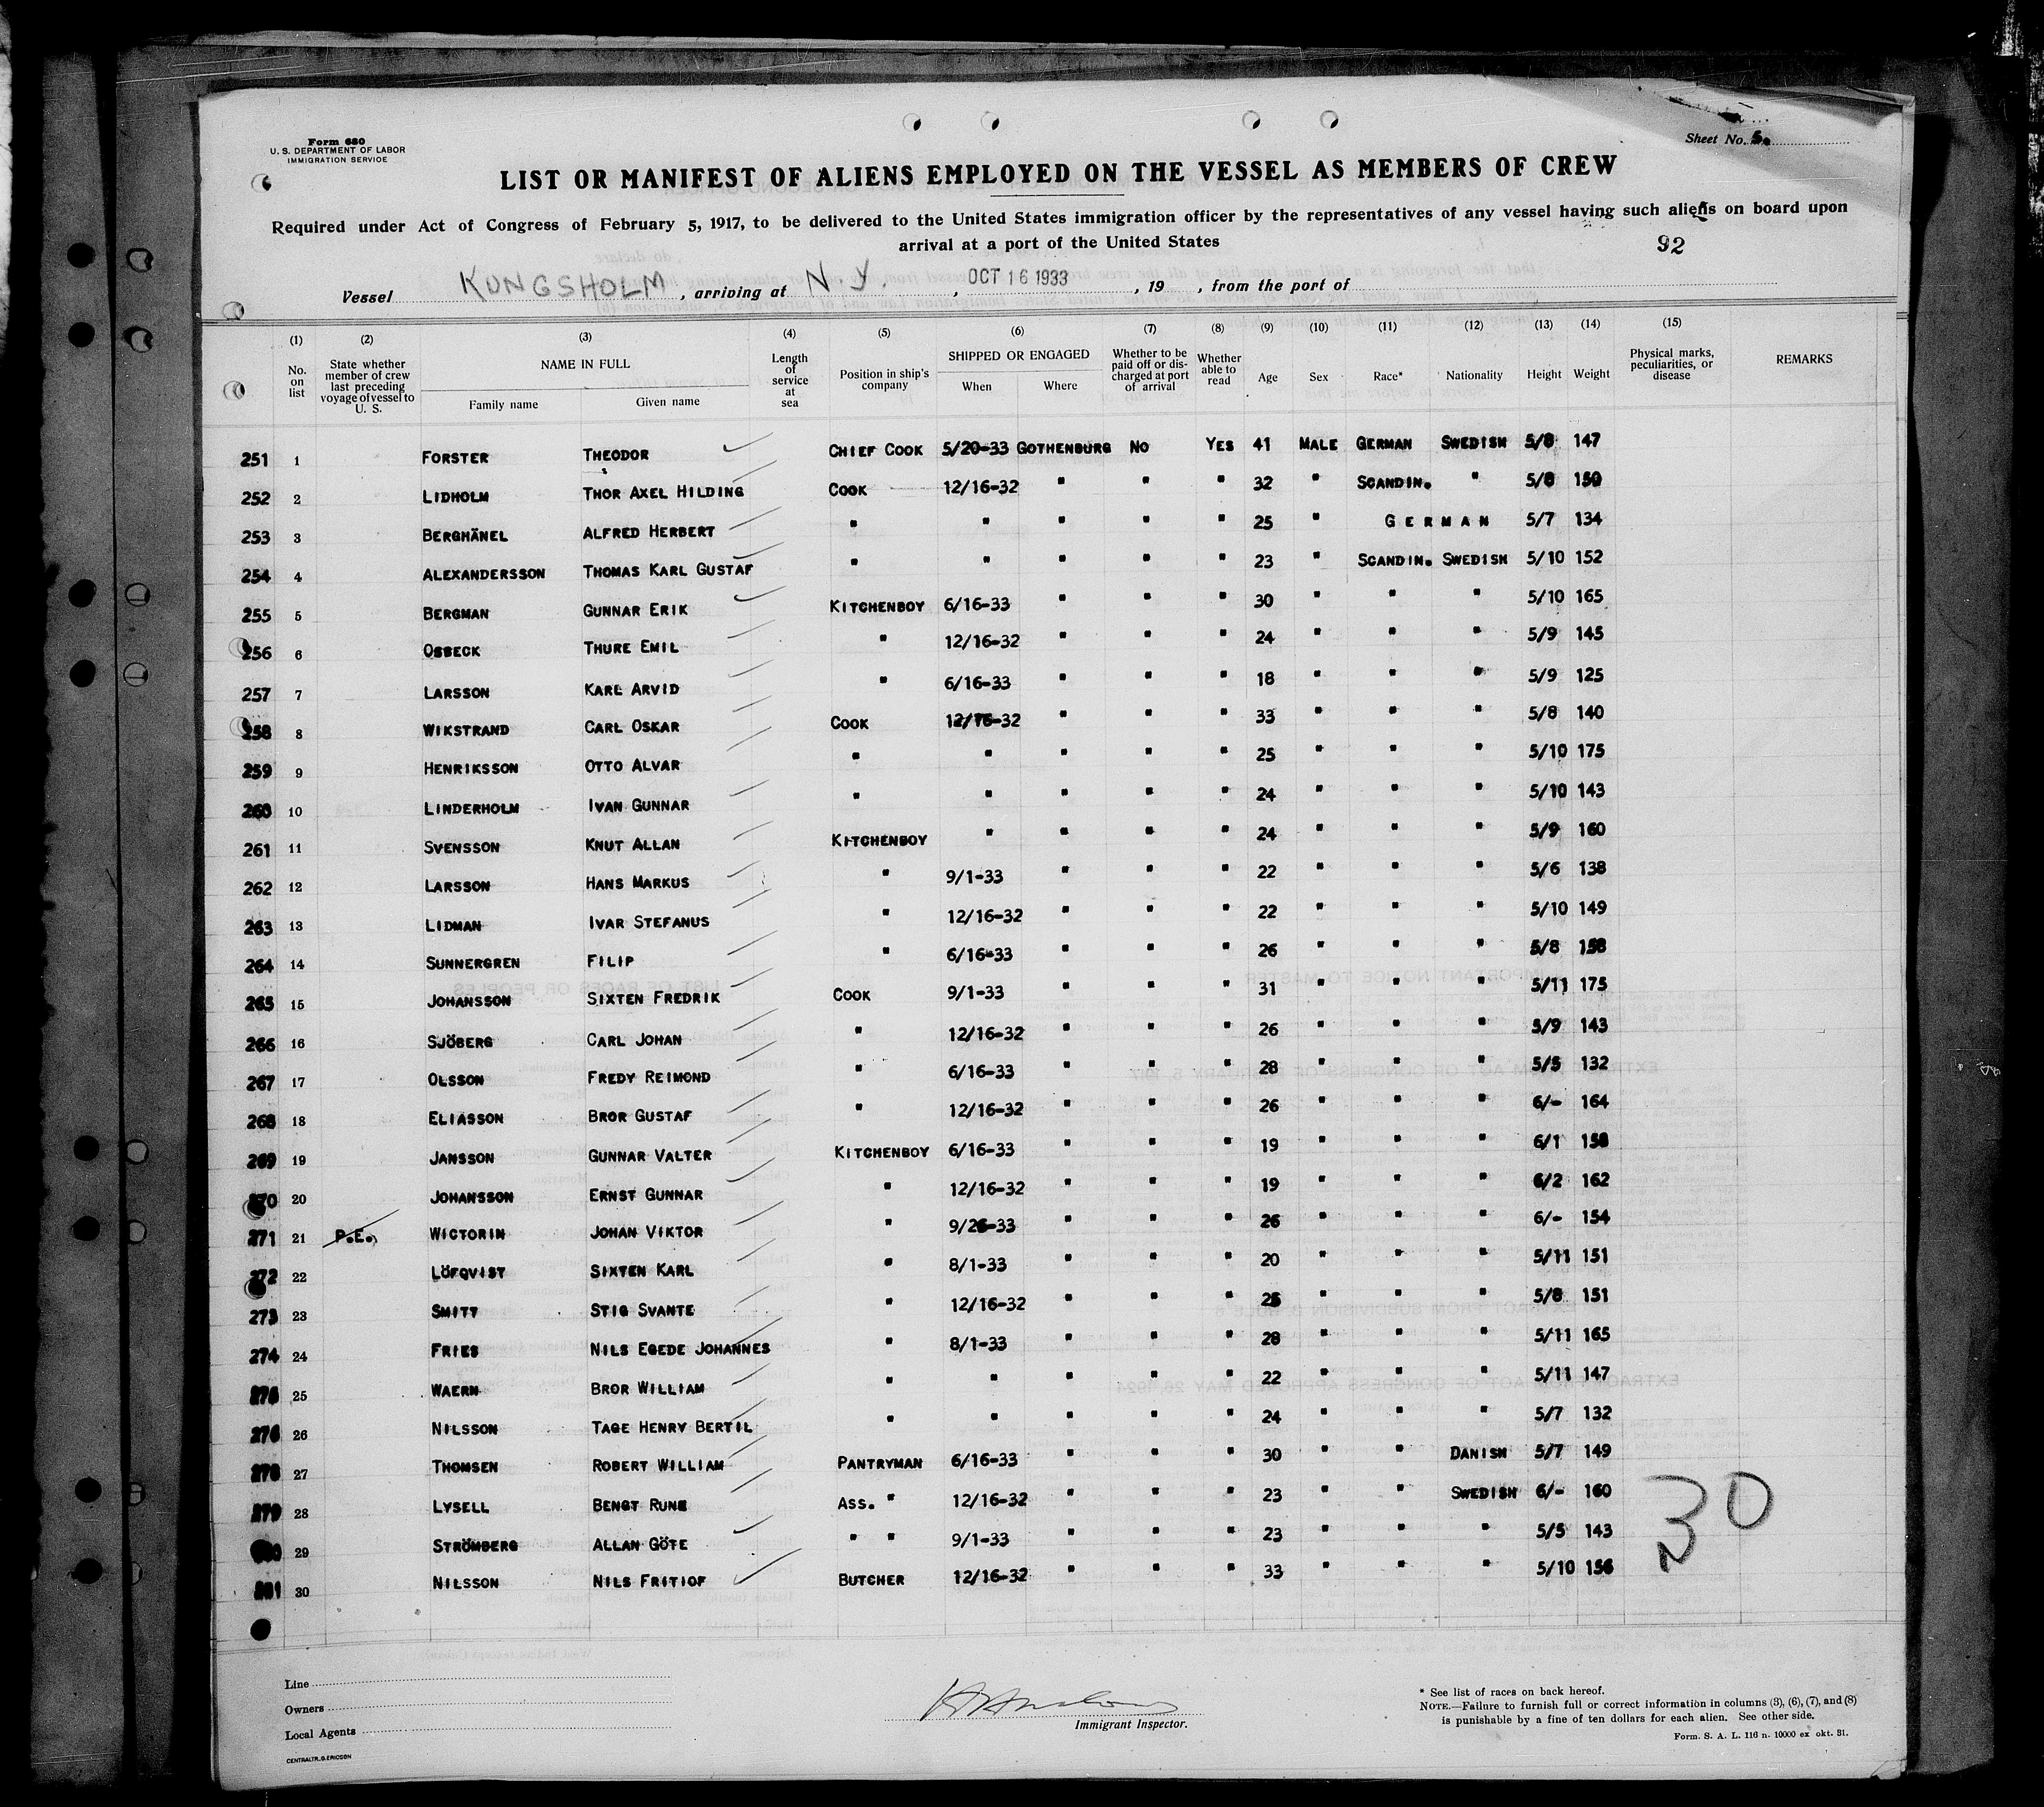 Form 680
U. S. DEPARTMENT OF LABOR
IMMIGRATION SERVICE
Sheet No. 5.
LIST OR MANIFEST OF ALIENS EMPLOYED ON THE VESSEL AS MEMBERS OF CREW
Required under Act of Congress of February 5, 1917, to be delivered to the United States immigration officer by the representatives of any vessel having such aliens on board upon
arrival at a port of the United States
92
Vessel KUNGSHOLM, arriving at N.Y., OCT 16 1933, 19 , from the port of
(1) (2) (3) (4) (5) (6) (7) (8) (9) (10) (11) (12) (13) (14) (15)
No. on list State whether member of crew last preceding voyage of vessel to U. S. NAME IN FULL Family name Given name Length of service at sea Position in ship's company SHIPPED OR ENGAGED When Where Whether to be paid off or discharged at port of arrival Whether able to read Age Sex Race* Nationality Height Weight Physical marks, peculiarities, or disease REMARKS
251 1 FORSTER THEODOR CHIEF COOK 5/20-33 GOTHENBURG NO YES 41 MALE GERMAN SWEDISH 5/8 147
252 2 LIDHOLM THOR AXEL HILDING COOK 12/16-32 " " " 32 " SCANDIN. " 5/8 150
253 3 BERGHÄNEL ALFRED HERBERT " " " " " 25 " GERMAN 5/7 134
254 4 ALEXANDERSSON THOMAS KARL GUSTAF " " " " " 23 " SCANDIN. SWEDISH 5/10 152
255 5 BERGMAN GUNNAR ERIK KITCHENBOY 6/16-33 " " " 30 " " " 5/10 165
256 6 OSBECK THURE EMIL " 12/16-32 " " " 24 " " " 5/9 145
257 7 LARSSON KARL ARVID " 6/16-33 " " " 18 " " " 5/9 125
258 8 WIKSTRAND CARL OSKAR COOK 12/16-32 " " " 33 " " " 5/8 140
259 9 HENRIKSSON OTTO ALVAR " " " " " 25 " " " 5/10 175
260 10 LINDERHOLM IVAN GUNNAR " " " " " 24 " " " 5/10 143
261 11 SVENSSON KNUT ALLAN KITCHENBOY " " " " 24 " " " 5/9 160
262 12 LARSSON HANS MARKUS " 9/1-33 " " " 22 " " " 5/6 138
263 13 LIDMAN IVAR STEFANUS " 12/16-32 " " " 22 " " " 5/10 149
264 14 SUNNERGREN FILIP " 6/16-33 " " " 26 " " " 5/8 158
265 15 JOHANSSON SIXTEN FREDRIK COOK 9/1-33 " " " 31 " " " 5/11 175
266 16 SJÖBERG CARL JOHAN " 12/16-32 " " " 26 " " " 5/9 143
267 17 OLSSON FREDY REIMOND " 6/16-33 " " " 28 " " " 5/5 132
268 18 ELIASSON BROR GUSTAF " 12/16-32 " " " 26 " " " 6/- 164
269 19 JANSSON GUNNAR VALTER KITCHENBOY 6/16-33 " " " 19 " " " 6/1 158
270 20 JOHANSSON ERNST GUNNAR " 12/16-32 " " " 19 " " " 6/2 162
271 21 P.E. WICTORIN JOHAN VIKTOR " 9/26-33 " " " 26 " " " 6/- 154
272 22 LÖFQVIST SIXTEN KARL " 8/1-33 " " " 20 " " " 5/11 151
273 23 SMITT STIG SVANTE " 12/16-32 " " " 25 " " " 5/8 151
274 24 FRIES NILS EGEDE JOHANNES " 8/1-33 " " " 28 " " " 5/11 165
275 25 WAERN BROR WILLIAM " " " " " 22 " " " 5/11 147
276 26 NILSSON TAGE HENRY BERTIL " " " " " 24 " " " 5/7 132
278 27 THOMSEN ROBERT WILLIAM PANTRYMAN 6/16-33 " " " 30 " " DANISH 5/7 149
279 28 LYSELL BENGT RUNE ASS. " 12/16-32 " " " 23 " " SWEDISH 6/- 160
29 STRÖMBERG ALLAN GÖTE " " 9/1-33 " " " 23 " " " 5/5 143
281 30 NILSSON NILS FRITIOF BUTCHER 12/16-32 " " " 33 " " " 5/10 156
30
Line
Owners
Local Agents
CENTRALTR. G. ERICSON
Immigrant Inspector.
* See list of races on back hereof.
NOTE.—Failure to furnish full or correct information in columns (3), (6), (7), and (8)
is punishable by a fine of ten dollars for each alien. See other side.
Form. S. A. L. 116 n. 10000 ex okt. 31.